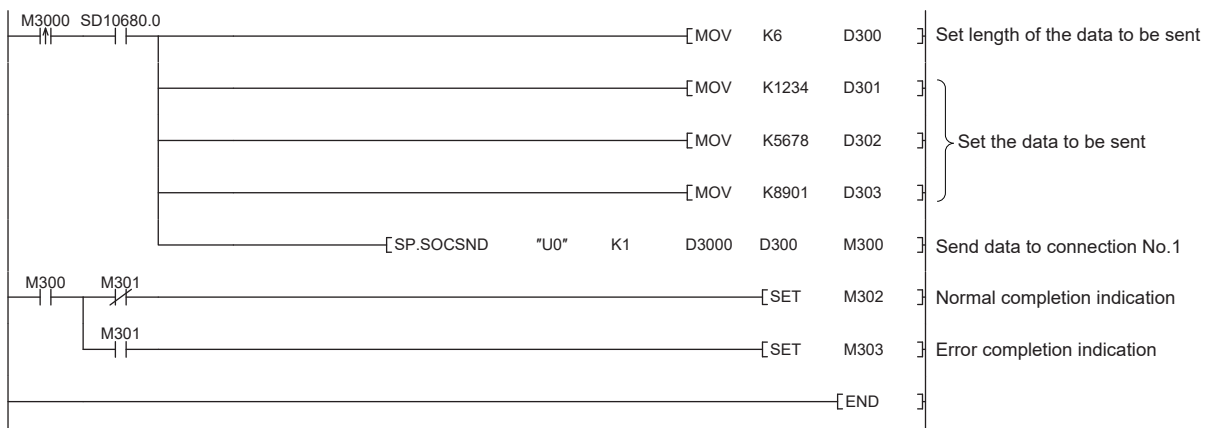 M3000 SD10680.0
MOV K6 D300 Set length of the data to be sent
MOV K1234 D301
MOV K5678 D302 Set the data to be sent
MOV K8901 D303
SP.SOCSND "U0" K1 D3000 D300 M300 Send data to connection No.1
M300 M301
SET M302 Normal completion indication
M301
SET M303 Error completion indication
END